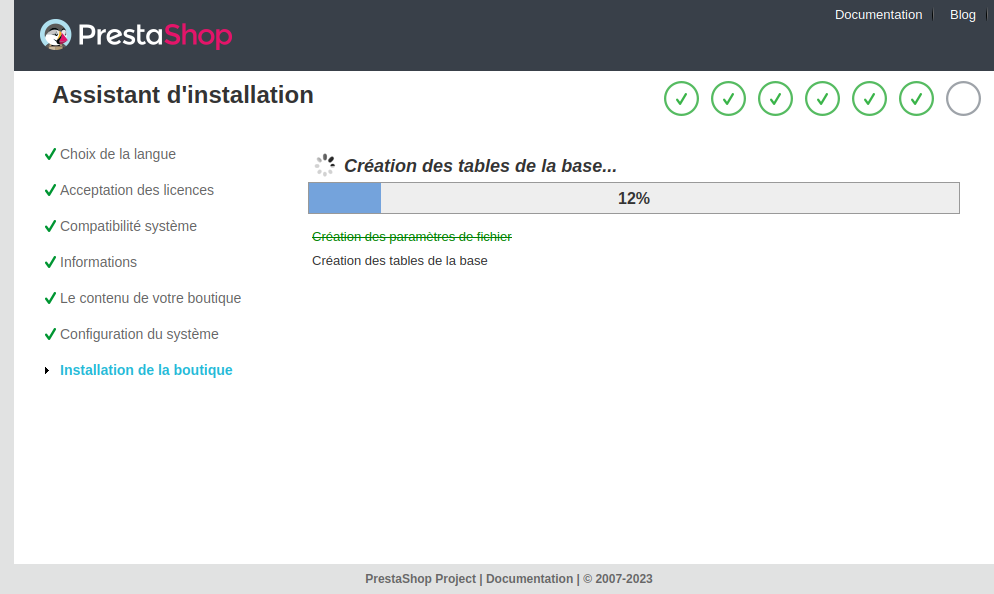 Documentation
Blog
PrestaShop
Assistant d'installation
Choix de la langue
Acceptation des licences
Compatibilité système
Informations
Le contenu de votre boutique
Configuration du système
Installation de la boutique
Création des tables de la base...
12%
Création des paramètres de fichier
Création des tables de la base
PrestaShop Project | Documentation | © 2007-2023